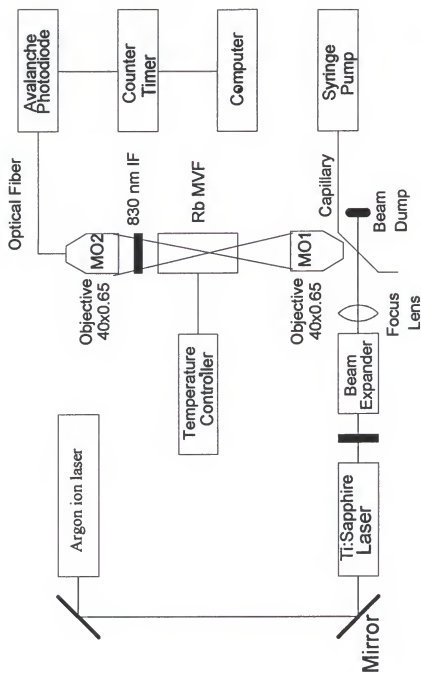 Argon ion laser
Mirror
Ti:Sapphire
Laser
Beam
Expander
Focus
Lens
Beam
Dump
Capillary
Syringe
Pump
Temperature
Controller
Objective
40x0.65
MO1
Rb MVF
830 nm IF
Objective
40x0.65
MO2
Optical Fiber
Avalanche
Photodiode
Counter
Timer
Computer